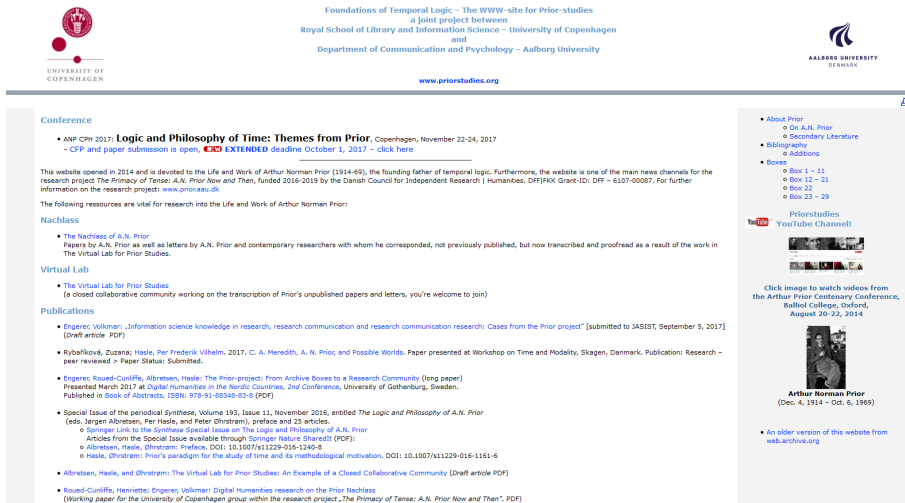 Foundations of Temporal Logic – The WWW-site for Prior-studies
a joint project between
Royal School of Library and Information Science – University of Copenhagen
and
Department of Communication and Psychology – Aalborg University
www.priorstudies.org
UNIVERSITY OF
COPENHAGEN
AALBORG UNIVERSITY
DENMARK
Conference
• ANP CPH 2017: Logic and Philosophy of Time: Themes from Prior, Copenhagen, November 22-24, 2017
– CFP and paper submission is open, NEW EXTENDED deadline October 1, 2017 – click here
This website opened in 2014 and is devoted to the Life and Work of Arthur Norman Prior (1914-69), the founding father of temporal logic. Furthermore, the website is one of the main news channels for the
research project The Primacy of Tense: A.N. Prior Now and Then, funded 2016-2019 by the Danish Council for Independent Research | Humanities. DFF|FKK Grant-ID: DFF – 6107-00087. For further
information on the research project: www.prior.aau.dk
The following ressources are vital for research into the Life and Work of Arthur Norman Prior:
Nachlass
• The Nachlass of A.N. Prior
Papers by A.N. Prior as well as letters by A.N. Prior and contemporary researchers with whom he corresponded, not previously published, but now transcribed and proofread as a result of the work in
The Virtual Lab for Prior Studies.
Virtual Lab
• The Virtual Lab for Prior Studies
(a closed collaborative community working on the transcription of Prior's unpublished papers and letters, you're welcome to join)
Publications
• Engerer, Volkmar: „Information science knowledge in research, research communication and research communication research: Cases from the Prior project" [submitted to JASIST, September 5, 2017]
(Draft article PDF)
• Rybaříková, Zuzana; Hasle, Per Frederik Vilhelm. 2017. C. A. Meredith, A. N. Prior, and Possible Worlds. Paper presented at Workshop on Time and Modality, Skagen, Danmark. Publication: Research –
peer reviewed > Paper Status: Submitted.
• Engerer, Roued-Cunliffe, Albretsen, Hasle: The Prior-project: From Archive Boxes to a Research Community (long paper)
Presented March 2017 at Digital Humanities in the Nordic Countries, 2nd Conference, University of Gothenburg, Sweden.
Published in Book of Abstracts, ISBN: 978-91-88348-83-8 (PDF)
• Special Issue of the periodical Synthese, Volume 193, Issue 11, November 2016, entitled The Logic and Philosophy of A.N. Prior
(eds. Jørgen Albretsen, Per Hasle, and Peter Øhrstrøm), preface and 25 articles.
o Springer Link to the Synthese Special Issue on The Logic and Philosophy of A.N. Prior
Articles from the Special Issue available through Springer Nature SharedIt (PDF):
o Albretsen, Hasle, Øhrstrøm: Preface. DOI: 10.1007/s11229-016-1240-8
o Hasle, Øhrstrøm: Prior's paradigm for the study of time and its methodological motivation. DOI: 10.1007/s11229-016-1161-6
• Albretsen, Hasle, and Øhrstrøm: The Virtual Lab for Prior Studies: An Example of a Closed Collaborative Community (Draft article PDF)
• Roued-Cunliffe, Henriette; Engerer, Volkmar: Digital Humanities research on the Prior Nachlass
(Working paper for the University of Copenhagen group within the research project „The Primacy of Tense: A.N. Prior Now and Then". PDF)
• About Prior
o On A.N. Prior
o Secondary Literature
• Bibliography
o Additions
• Boxes
o Box 1 – 11
o Box 12 – 21
o Box 22
o Box 23 – 29
YouTube
Priorstudies
YouTube Channel!
Click image to watch videos from
the Arthur Prior Centenary Conference,
Balliol College, Oxford,
August 20-22, 2014
Arthur Norman Prior
(Dec. 4, 1914 – Oct. 6, 1969)
• An older version of this website from
web.archive.org